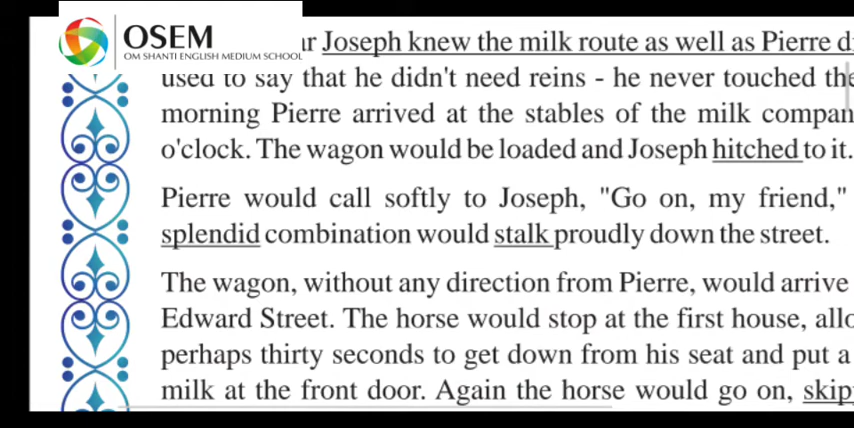 OSEM
OM SHANTI ENGLISH MEDIUM SCHOOL
Joseph knew the milk route as well as Pierre
used to say that he didn't need reins - he never touched
morning Pierre arrived at the stables of the milk
o'clock. The wagon would be loaded and Joseph hitched to it.
Pierre would call softly to Joseph, "Go on, my friend,"
splendid combination would stalk proudly down the street.
The wagon, without any direction from Pierre, would arrive
Edward Street. The horse would stop at the first house,
perhaps thirty seconds to get down from his seat and put a
milk at the front door. Again the horse would go on,